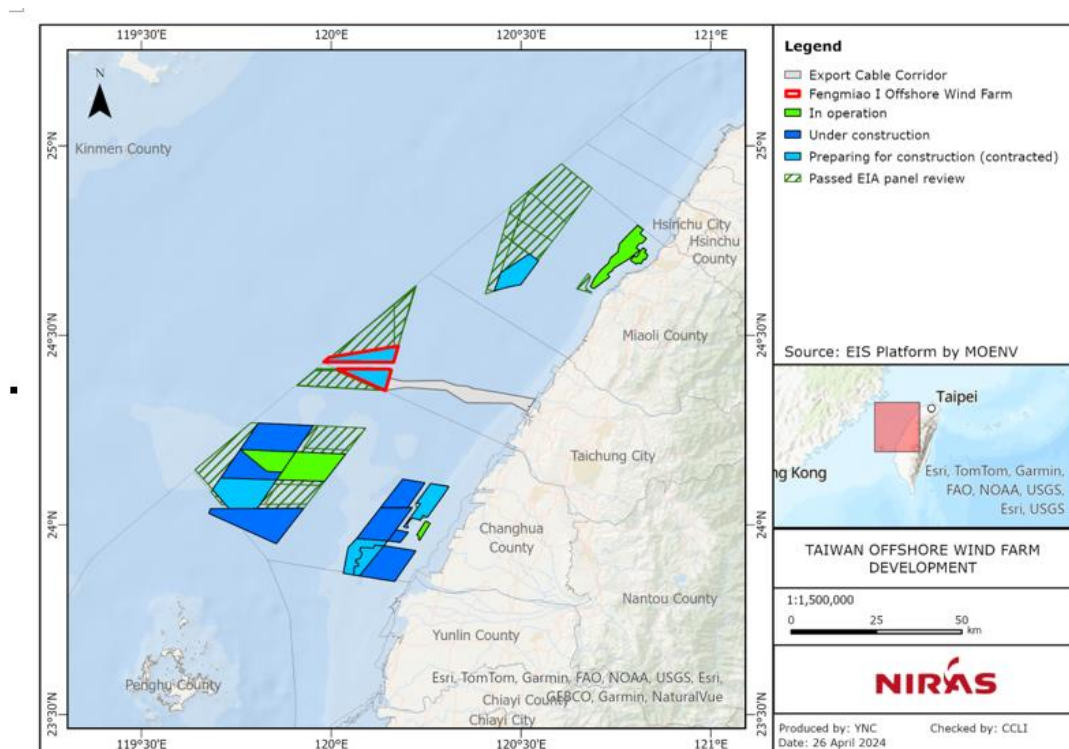 119°30'E
120°E
120°30'E
121°E
N
25°N
24°30'N
24°N
23°30'N
Kinmen County
Hsinchu City
Hsinchu
County
Miaoli County
Taichung City
Changhua
County
Nantou County
Yunlin County
Penghu County
Chiayi County
Chiayi City
Esri, TomTom, Garmin, FAO, NOAA, USGS, Esri,
GEBCO, Garmin, NaturalVue
25°N
24°30'N
24°N
23°30'N
119°30'E
120°E
120°30'E
121°E
Legend
Export Cable Corridor
Fengmiao I Offshore Wind Farm
In operation
Under construction
Preparing for construction (contracted)
Passed EIA panel review
Source: EIS Platform by MOENV
Taipei
ng Kong
Esri, TomTom, Garmin,
FAO, NOAA, USGS,
Esri, USGS
TAIWAN OFFSHORE WIND FARM
DEVELOPMENT
1:1,500,000
0 25 50
km
NIRAS
Produced by: YNC Checked by: CCLI
Date: 26 April 2024